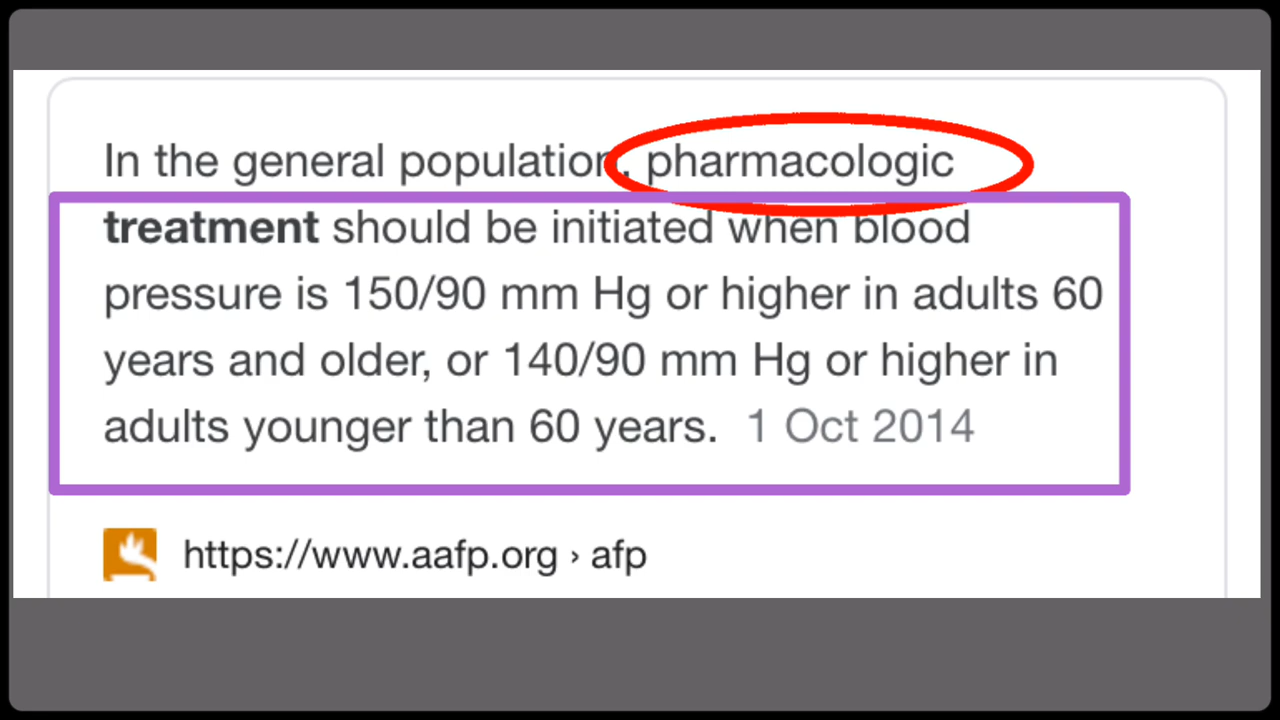 In the general population, pharmacologic
treatment should be initiated when blood
pressure is 150/90 mm Hg or higher in adults 60
years and older, or 140/90 mm Hg or higher in
adults younger than 60 years. 1 Oct 2014
https://www.aafp.org › afp